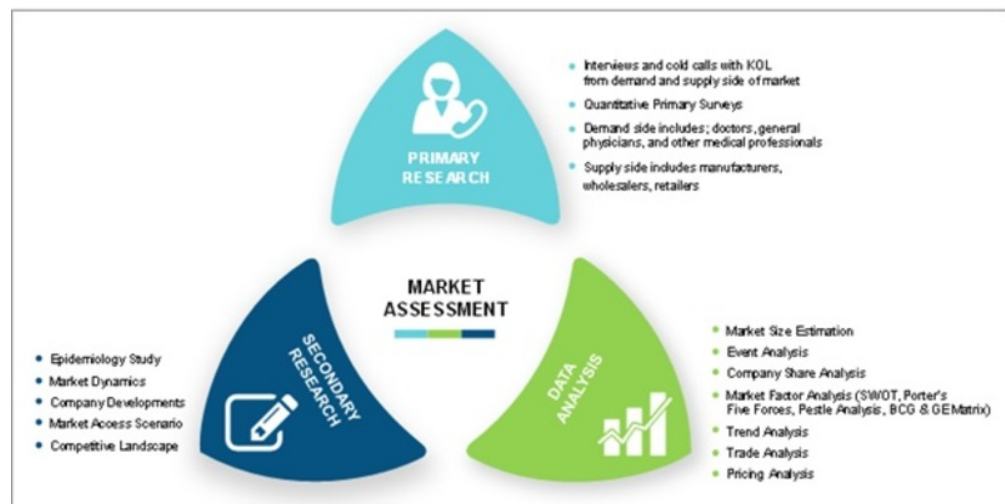 Interviews and cold calls with KOL
from demand and supply side of market
Quantitative Primary Surveys
Demand side includes; doctors, general
physicians, and other medical professionals
Supply side includes manufacturers,
wholesalers, retailers
PRIMARY
RESEARCH
MARKET
ASSESSMENT
SECONDARY
RESEARCH
Epidemiology Study
Market Dynamics
Company Developments
Market Access Scenario
Competitive Landscape
DATA
ANALYSIS
Market Size Estimation
Event Analysis
Company Share Analysis
Market Factor Analysis (SWOT, Porter's
Five Forces, Pestle Analysis, BCG & GE Matrix)
Trend Analysis
Trade Analysis
Pricing Analysis